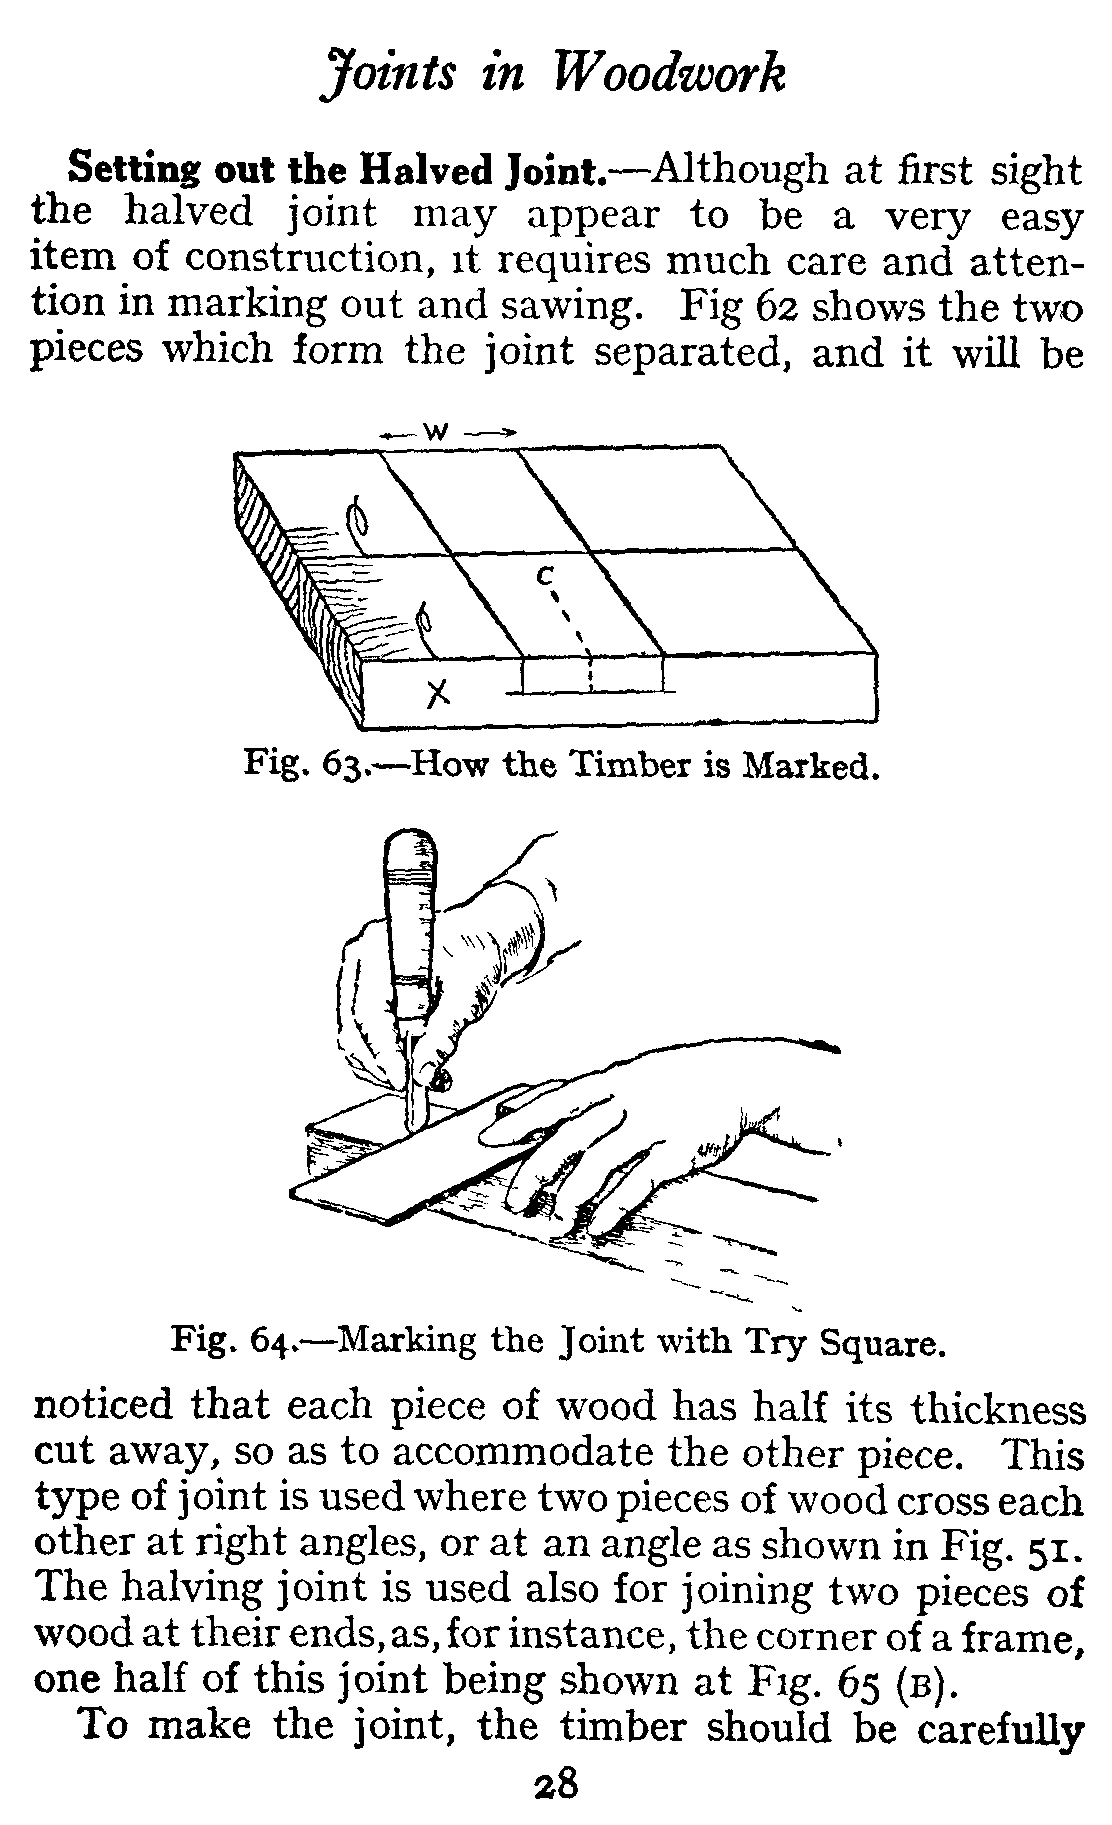 Joints in Woodwork
Setting out the Halved Joint.—Although at first sight
the halved joint may appear to be a very easy
item of construction, it requires much care and atten-
tion in marking out and sawing. Fig 62 shows the two
pieces which form the joint separated, and it will be
W
C
X
Fig. 63.—How the Timber is Marked.
Fig. 64.—Marking the Joint with Try Square.
noticed that each piece of wood has half its thickness
cut away, so as to accommodate the other piece. This
type of joint is used where two pieces of wood cross each
other at right angles, or at an angle as shown in Fig. 51.
The halving joint is used also for joining two pieces of
wood at their ends, as, for instance, the corner of a frame,
one half of this joint being shown at Fig. 65 (B).
To make the joint, the timber should be carefully
28